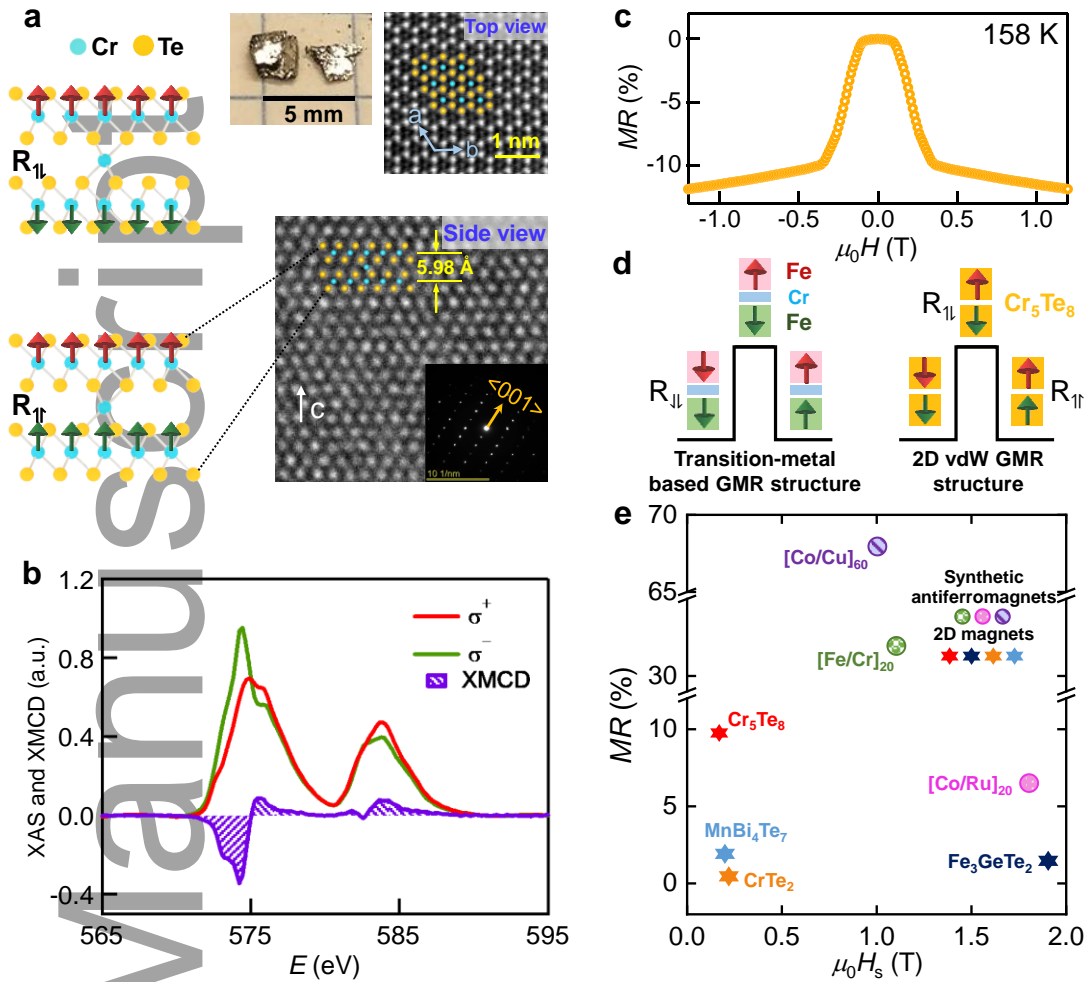 a
Cr Te
R↑↓
R↑↑
5 mm
Top view
a
b
1 nm
Side view
5.98 Å
c
<001>
10 1/nm
Manuscript
b
XAS and XMCD (a.u.)
1.2
0.8
0.4
0.0
-0.4
σ+
σ−
XMCD
565 575 585 595
E (eV)
c
158 K
MR (%)
0
-5
-10
-1.0 -0.5 0.0 0.5 1.0
μ0H (T)
d
Fe
Cr
Fe
R↓↓
Transition-metal
based GMR structure
R↑↓
Cr5Te8
R↑↑
2D vdW GMR
structure
e
MR (%)
70
65
30
10
5
0
[Co/Cu]60
Synthetic
antiferromagnets
2D magnets
[Fe/Cr]20
Cr5Te8
[Co/Ru]20
MnBi4Te7
CrTe2
Fe3GeTe2
0.0 0.5 1.0 1.5 2.0
μ0Hs (T)